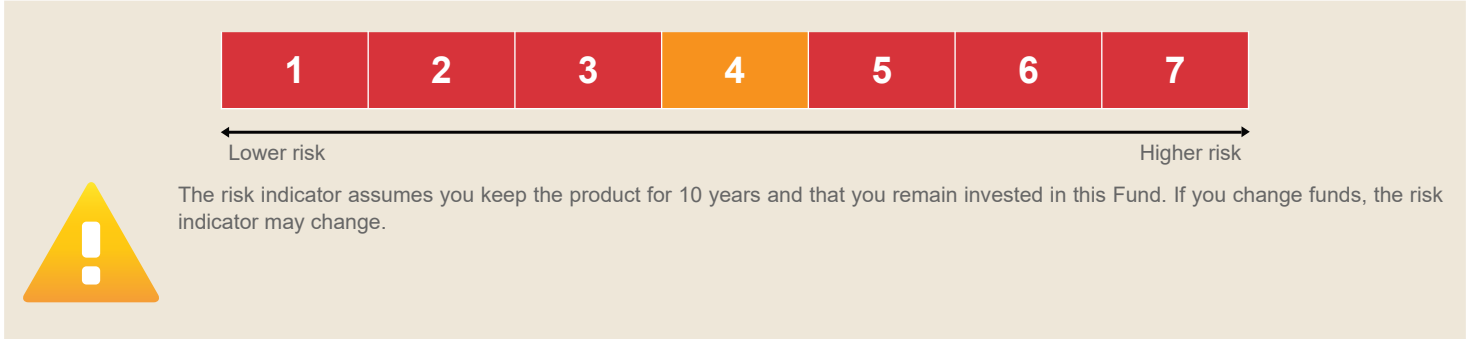 1 2 3 4 5 6 7
Lower risk Higher risk
The risk indicator assumes you keep the product for 10 years and that you remain invested in this Fund. If you change funds, the risk
indicator may change.